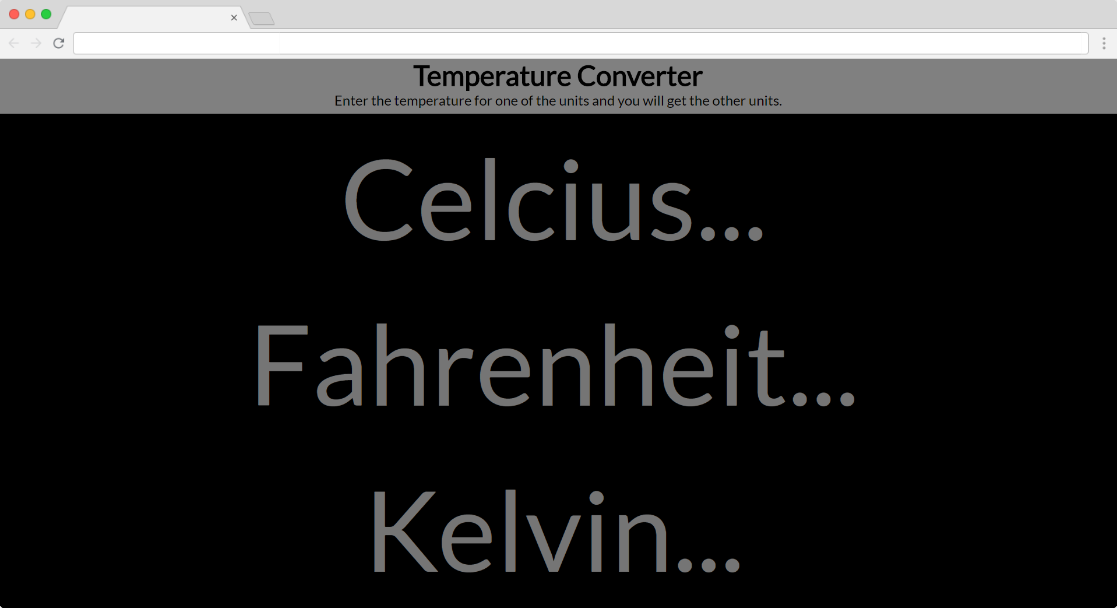 Temperature Converter
Enter the temperature for one of the units and you will get the other units.
Celcius...
Fahrenheit...
Kelvin...